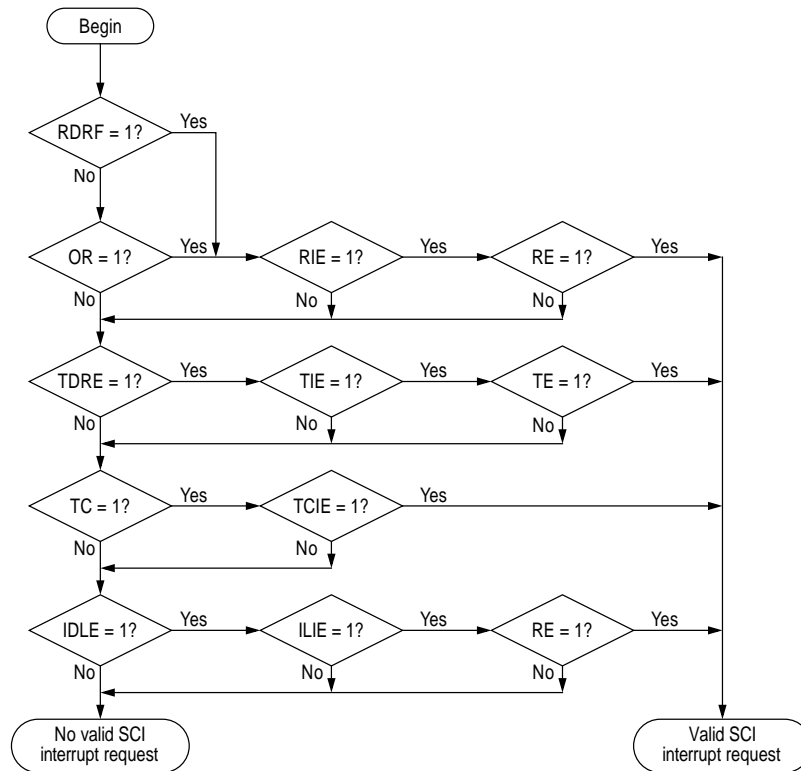 Begin
RDRF = 1?
Yes
No
OR = 1?
Yes
RIE = 1?
Yes
RE = 1?
Yes
No
No
No
TDRE = 1?
Yes
TIE = 1?
Yes
TE = 1?
Yes
No
No
No
TC = 1?
Yes
TCIE = 1?
Yes
No
No
IDLE = 1?
Yes
ILIE = 1?
Yes
RE = 1?
Yes
No
No
No
No valid SCI
interrupt request
Valid SCI
interrupt request